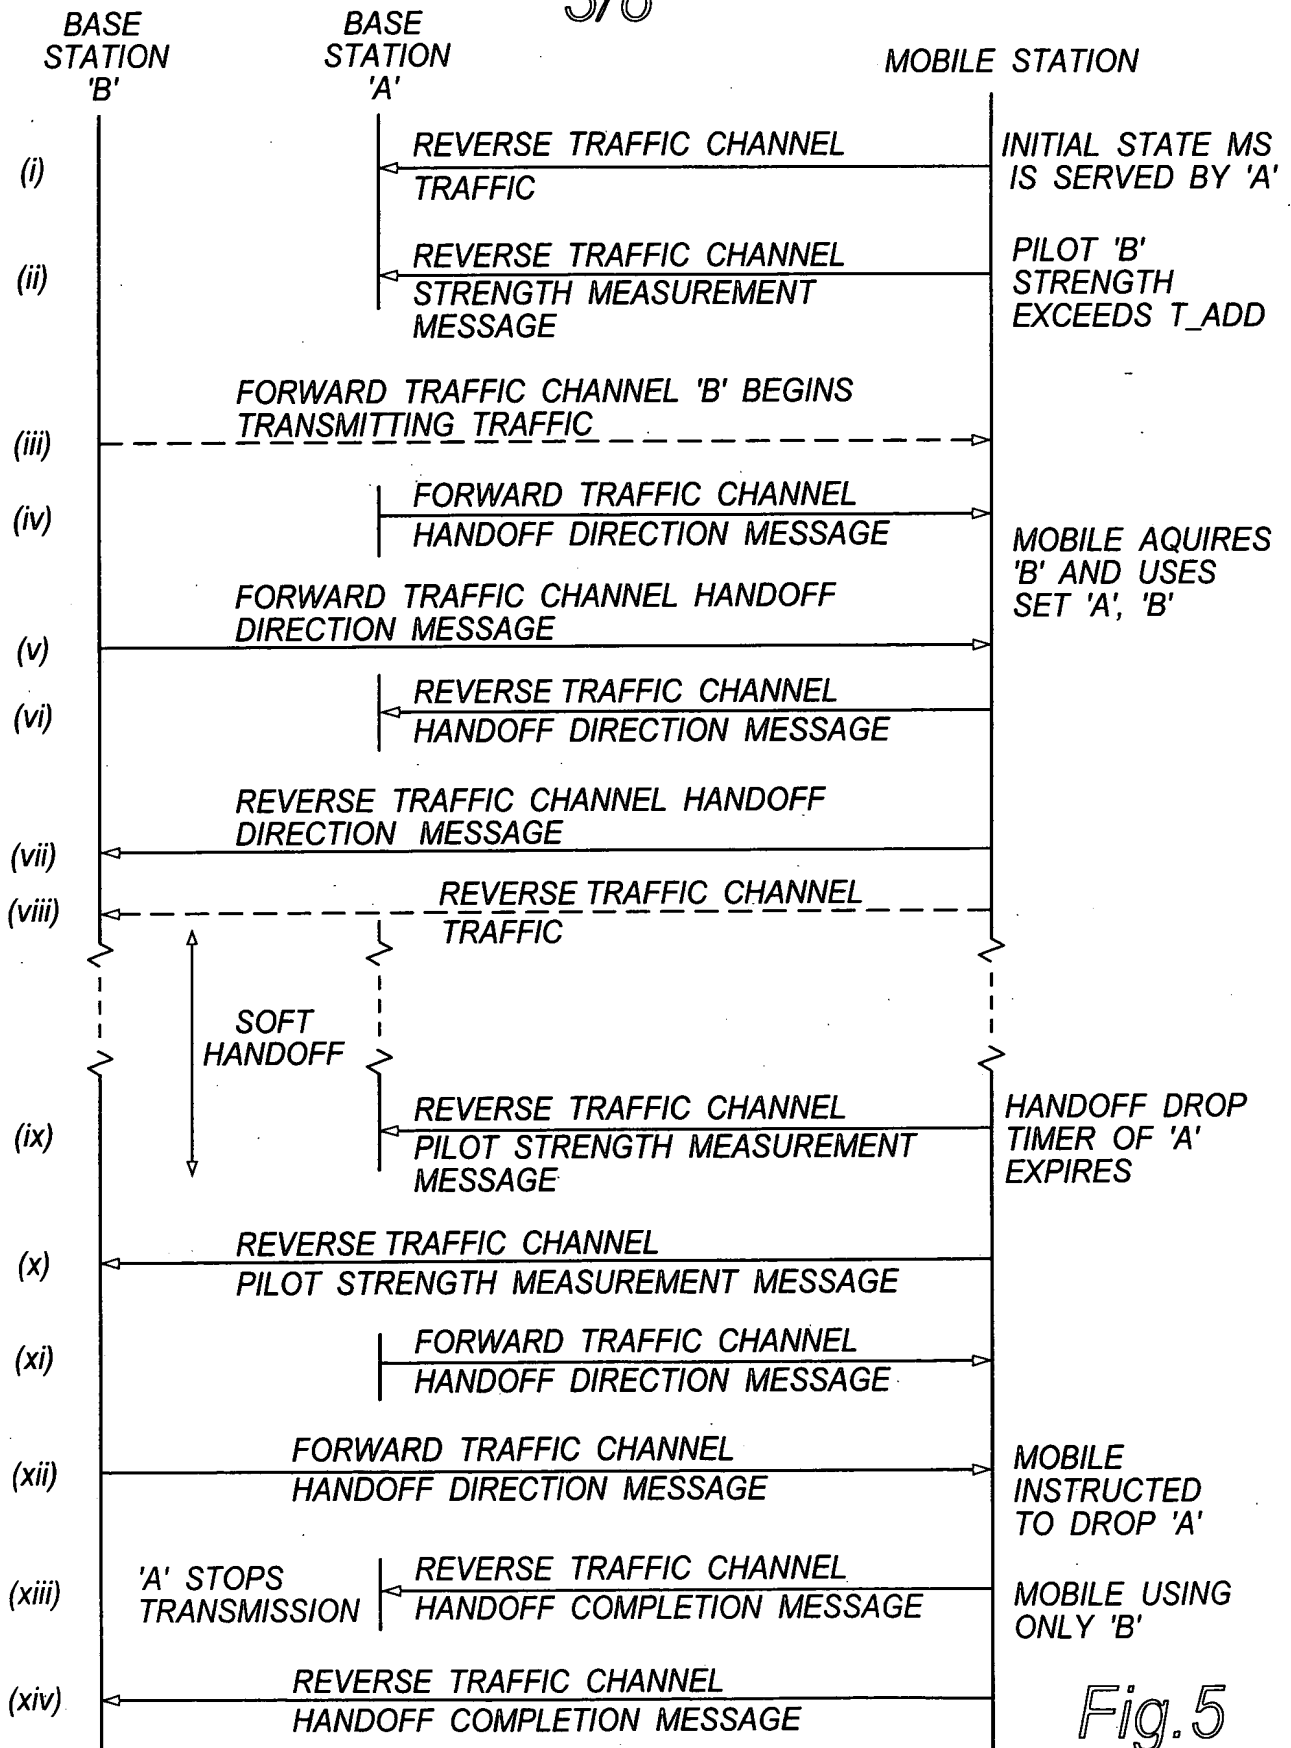 5/6
BASE
STATION
'B'
BASE
STATION
'A'
MOBILE STATION
(i)
REVERSE TRAFFIC CHANNEL
TRAFFIC
INITIAL STATE MS
IS SERVED BY 'A'
(ii)
REVERSE TRAFFIC CHANNEL
STRENGTH MEASUREMENT
MESSAGE
PILOT 'B'
STRENGTH
EXCEEDS T_ADD
(iii)
FORWARD TRAFFIC CHANNEL 'B' BEGINS
TRANSMITTING TRAFFIC
(iv)
FORWARD TRAFFIC CHANNEL
HANDOFF DIRECTION MESSAGE
MOBILE AQUIRES
'B' AND USES
SET 'A', 'B'
(v)
FORWARD TRAFFIC CHANNEL HANDOFF
DIRECTION MESSAGE
(vi)
REVERSE TRAFFIC CHANNEL
HANDOFF DIRECTION MESSAGE
(vii)
REVERSE TRAFFIC CHANNEL HANDOFF
DIRECTION MESSAGE
(viii)
REVERSE TRAFFIC CHANNEL
TRAFFIC
SOFT
HANDOFF
(ix)
REVERSE TRAFFIC CHANNEL
PILOT STRENGTH MEASUREMENT
MESSAGE
HANDOFF DROP
TIMER OF 'A'
EXPIRES
(x)
REVERSE TRAFFIC CHANNEL
PILOT STRENGTH MEASUREMENT MESSAGE
(xi)
FORWARD TRAFFIC CHANNEL
HANDOFF DIRECTION MESSAGE
(xii)
FORWARD TRAFFIC CHANNEL
HANDOFF DIRECTION MESSAGE
MOBILE
INSTRUCTED
TO DROP 'A'
(xiii)
'A' STOPS
TRANSMISSION
REVERSE TRAFFIC CHANNEL
HANDOFF COMPLETION MESSAGE
MOBILE USING
ONLY 'B'
(xiv)
REVERSE TRAFFIC CHANNEL
HANDOFF COMPLETION MESSAGE
Fig.5